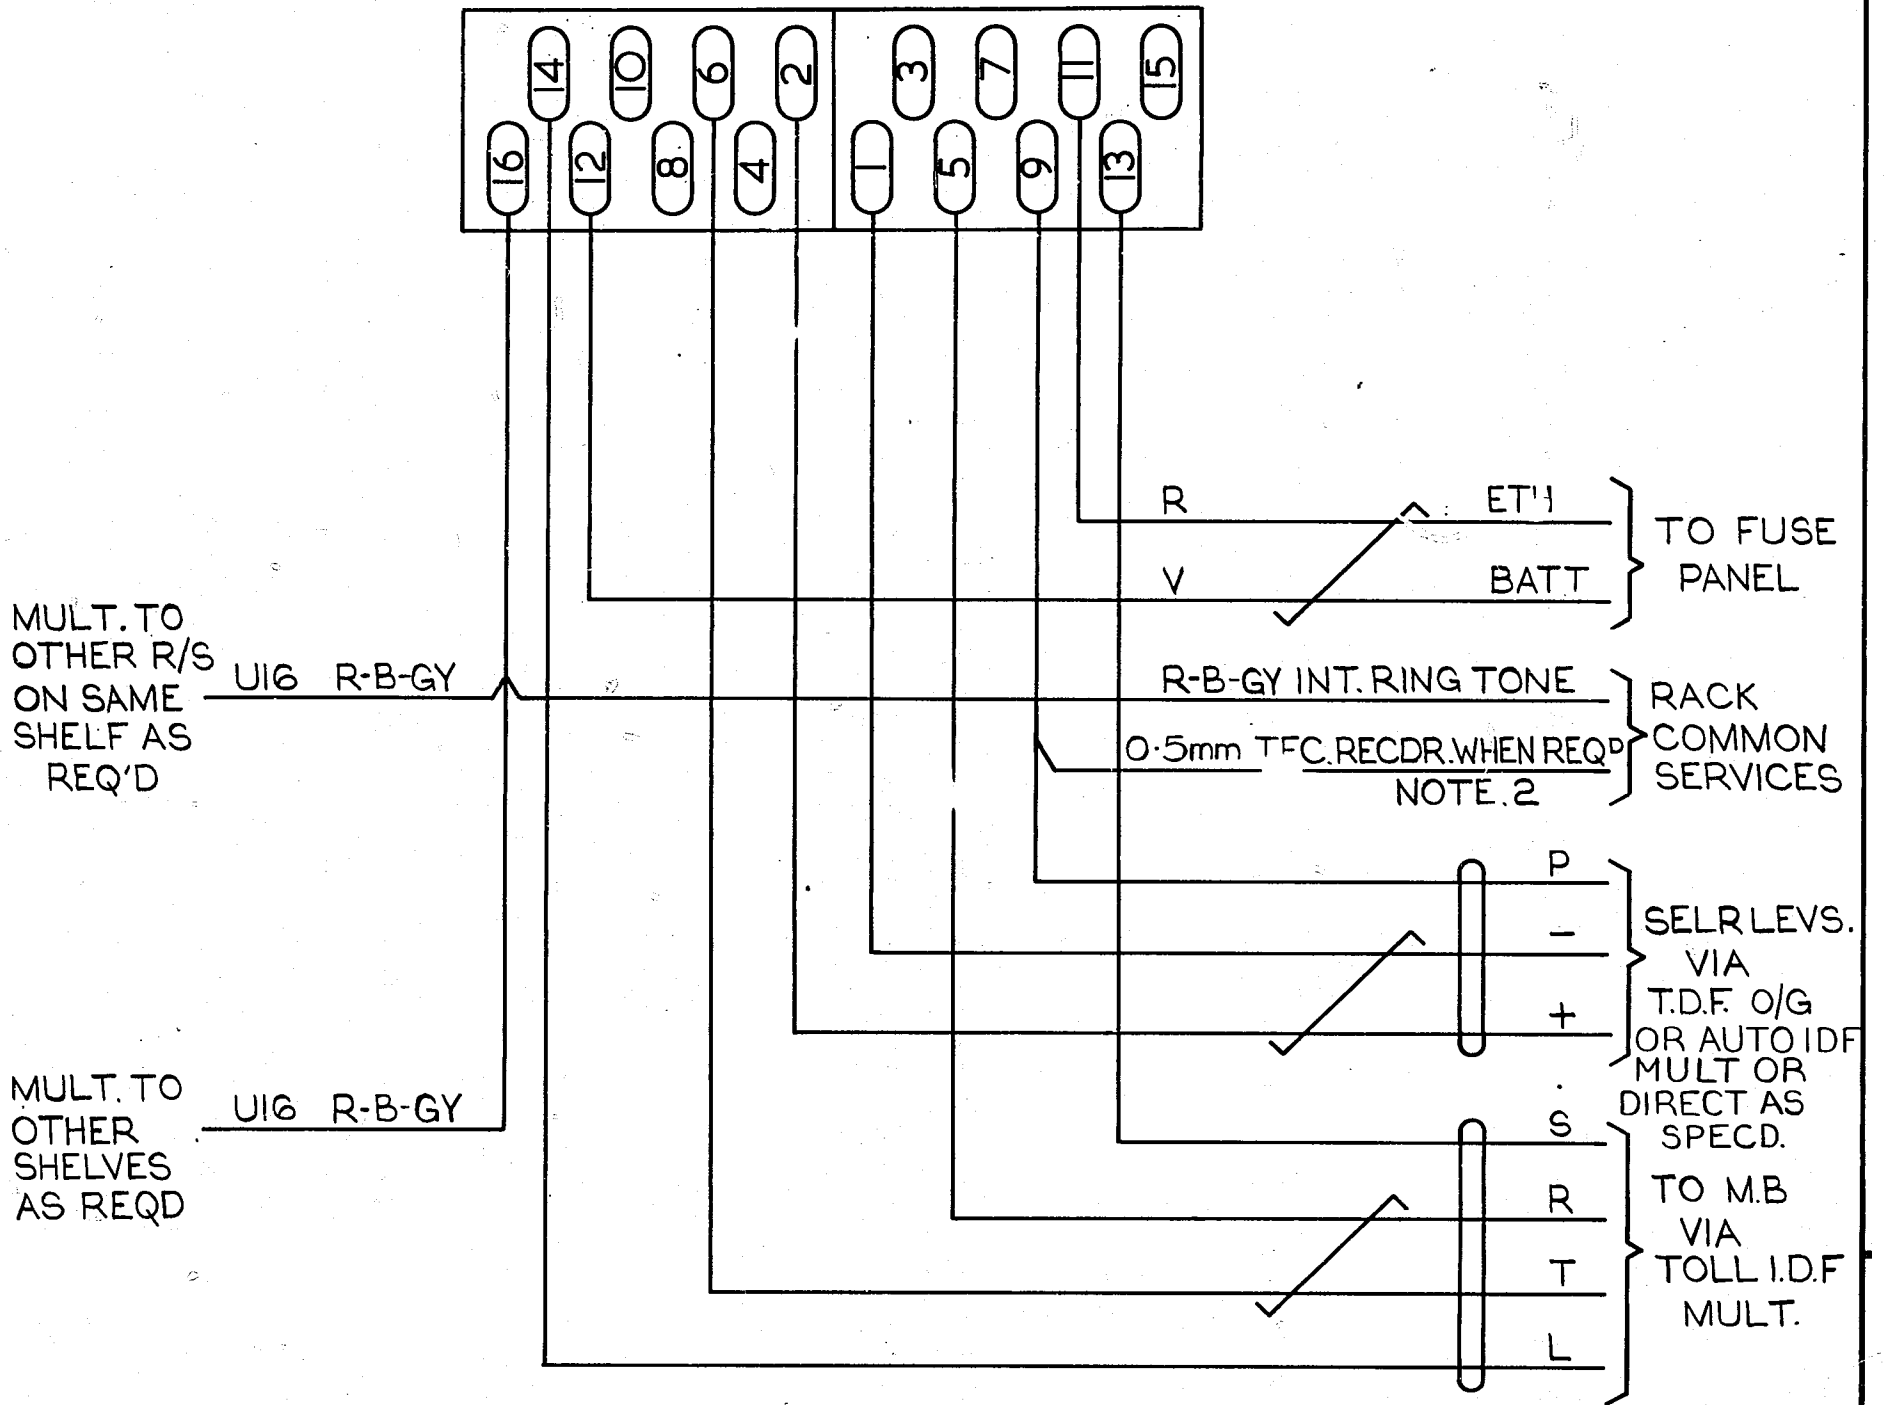 14 10 6 2 3 7 11 15
16 12 8 4 1 5 9 13
R ETH
V BATT
TO FUSE
PANEL
MULT. TO
OTHER R/S
ON SAME
SHELF AS
REQ'D
U16 R-B-GY
R-B-GY INT. RING TONE
0·5mm TFC. RECDR. WHEN REQD
NOTE. 2
RACK
COMMON
SERVICES
P
-
+
SELR LEVS.
VIA
T.D.F. O/G
OR AUTO IDF
MULT OR
DIRECT AS
SPECD.
MULT. TO
OTHER
SHELVES
AS REQD
U16 R-B-GY
S
R
T
L
TO M.B
VIA
TOLL I.D.F
MULT.